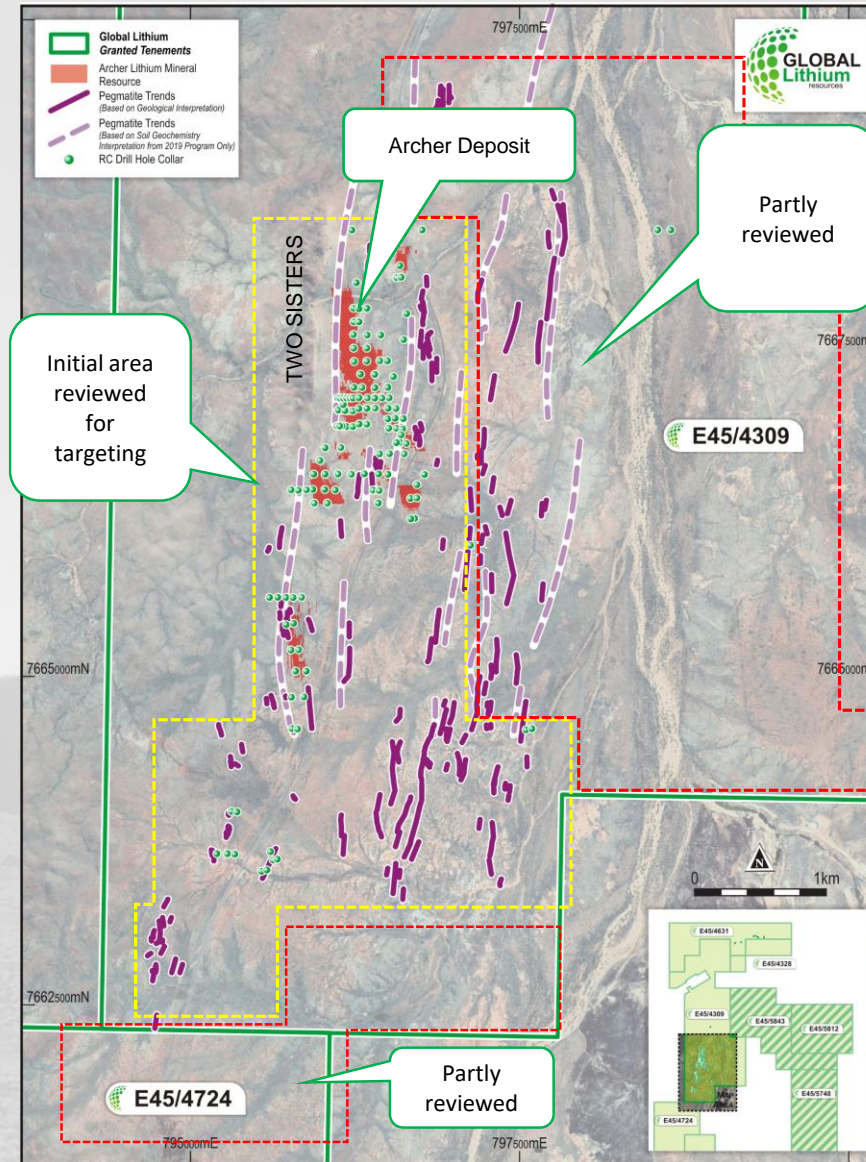 797500mE
Global Lithium
Granted Tenements
Archer Lithium Mineral
Resource
Pegmatite Trends
(Based on Geological Interpretation)
Pegmatite Trends
(Based on Soil Geochemistry
Interpretation from 2019 Program Only)
RC Drill Hole Collar
GLOBAL
Lithium
resources
Archer Deposit
Partly
reviewed
TWO SISTERS
Initial area
reviewed
for
targeting
7667500m
E45/4309
7665000mN
7665000mN
0 1km
N
7662500mN
E45/4631
E45/4328
E45/4309
E45/5843
E45/5812
E45/5748
E45/4724
Partly
reviewed
E45/4724
795000mE
797500mE